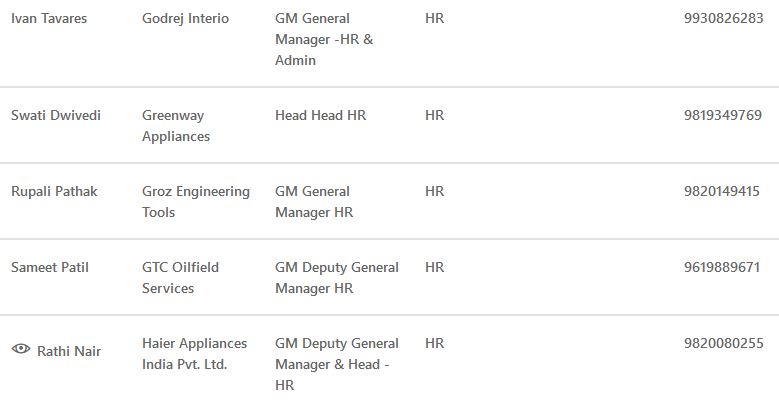 Ivan Tavares Godrej Interio GM General HR 9930826283
Manager -HR &
Admin
Swati Dwivedi Greenway Head Head HR HR 9819349769
Appliances
Rupali Pathak Groz Engineering GM General HR 9820149415
Tools Manager HR
Sameet Patil GTC Oilfield GM Deputy General HR 9619889671
Services Manager HR
Rathi Nair Haier Appliances GM Deputy General HR 9820080255
India Pvt. Ltd. Manager & Head -
HR